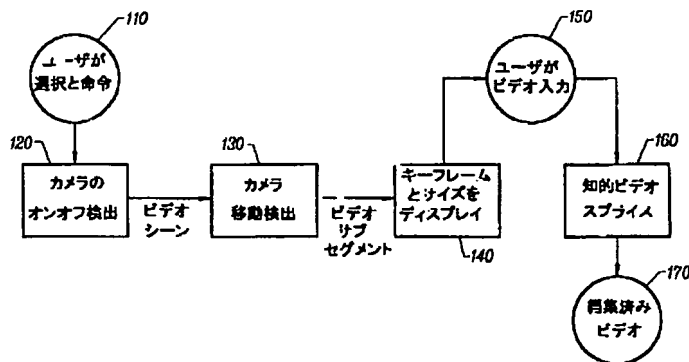 110
ユーザが
選択と命令
120
カメラの
オンオフ検出
ビデオ
シーン
130
カメラ
移動検出
ビデオ
サブ
セグメント
キーフレーム
とサイズを
ディスプレイ
140
150
ユーザが
ビデオ入力
160
知的ビデオ
スプライス
170
編集済み
ビデオ